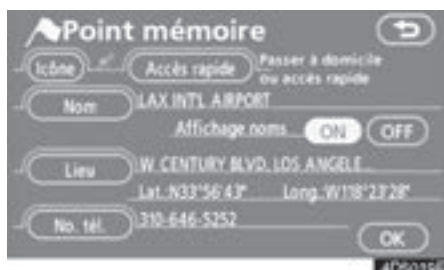 Point mémoire
Icône Accès rapide Passer à domicile
ou accès rapide
Nom LAX INT'L AIRPORT
Affichage noms ON OFF
Lieu W. CENTURY BLVD, LOS ANGELE...
Lat. N33°56'43" Long. W118°23'28"
No. tél. 310-646-5252
OK